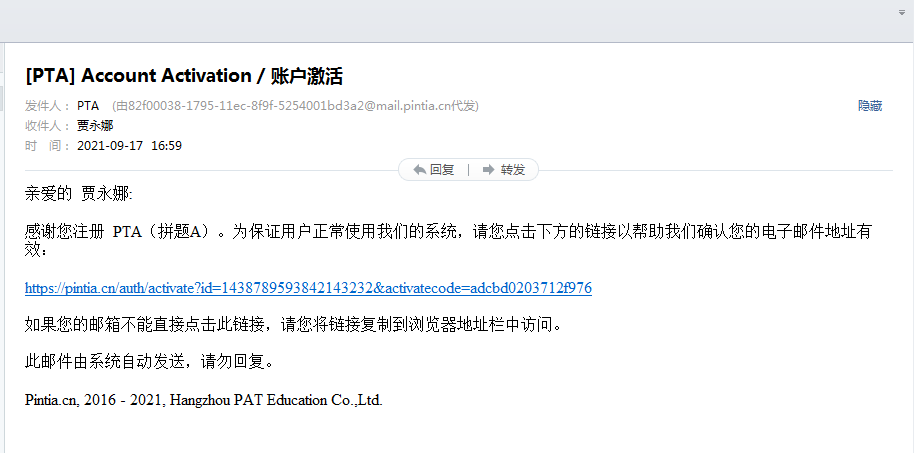 [PTA] Account Activation / 账户激活
发件人： PTA (由82f00038-1795-11ec-8f9f-5254001bd3a2@mail.pintia.cn代发) 隐藏
收件人： 贾永娜
时 间： 2021-09-17 16:59
回复 | 转发
亲爱的 贾永娜:
感谢您注册 PTA（拼题A）。为保证用户正常使用我们的系统，请您点击下方的链接以帮助我们确认您的电子邮件地址有
效：
https://pintia.cn/auth/activate?id=1438789593842143232&activatecode=adcbd0203712f976
如果您的邮箱不能直接点击此链接，请您将链接复制到浏览器地址栏中访问。
此邮件由系统自动发送，请勿回复。
Pintia.cn, 2016 - 2021, Hangzhou PAT Education Co.,Ltd.